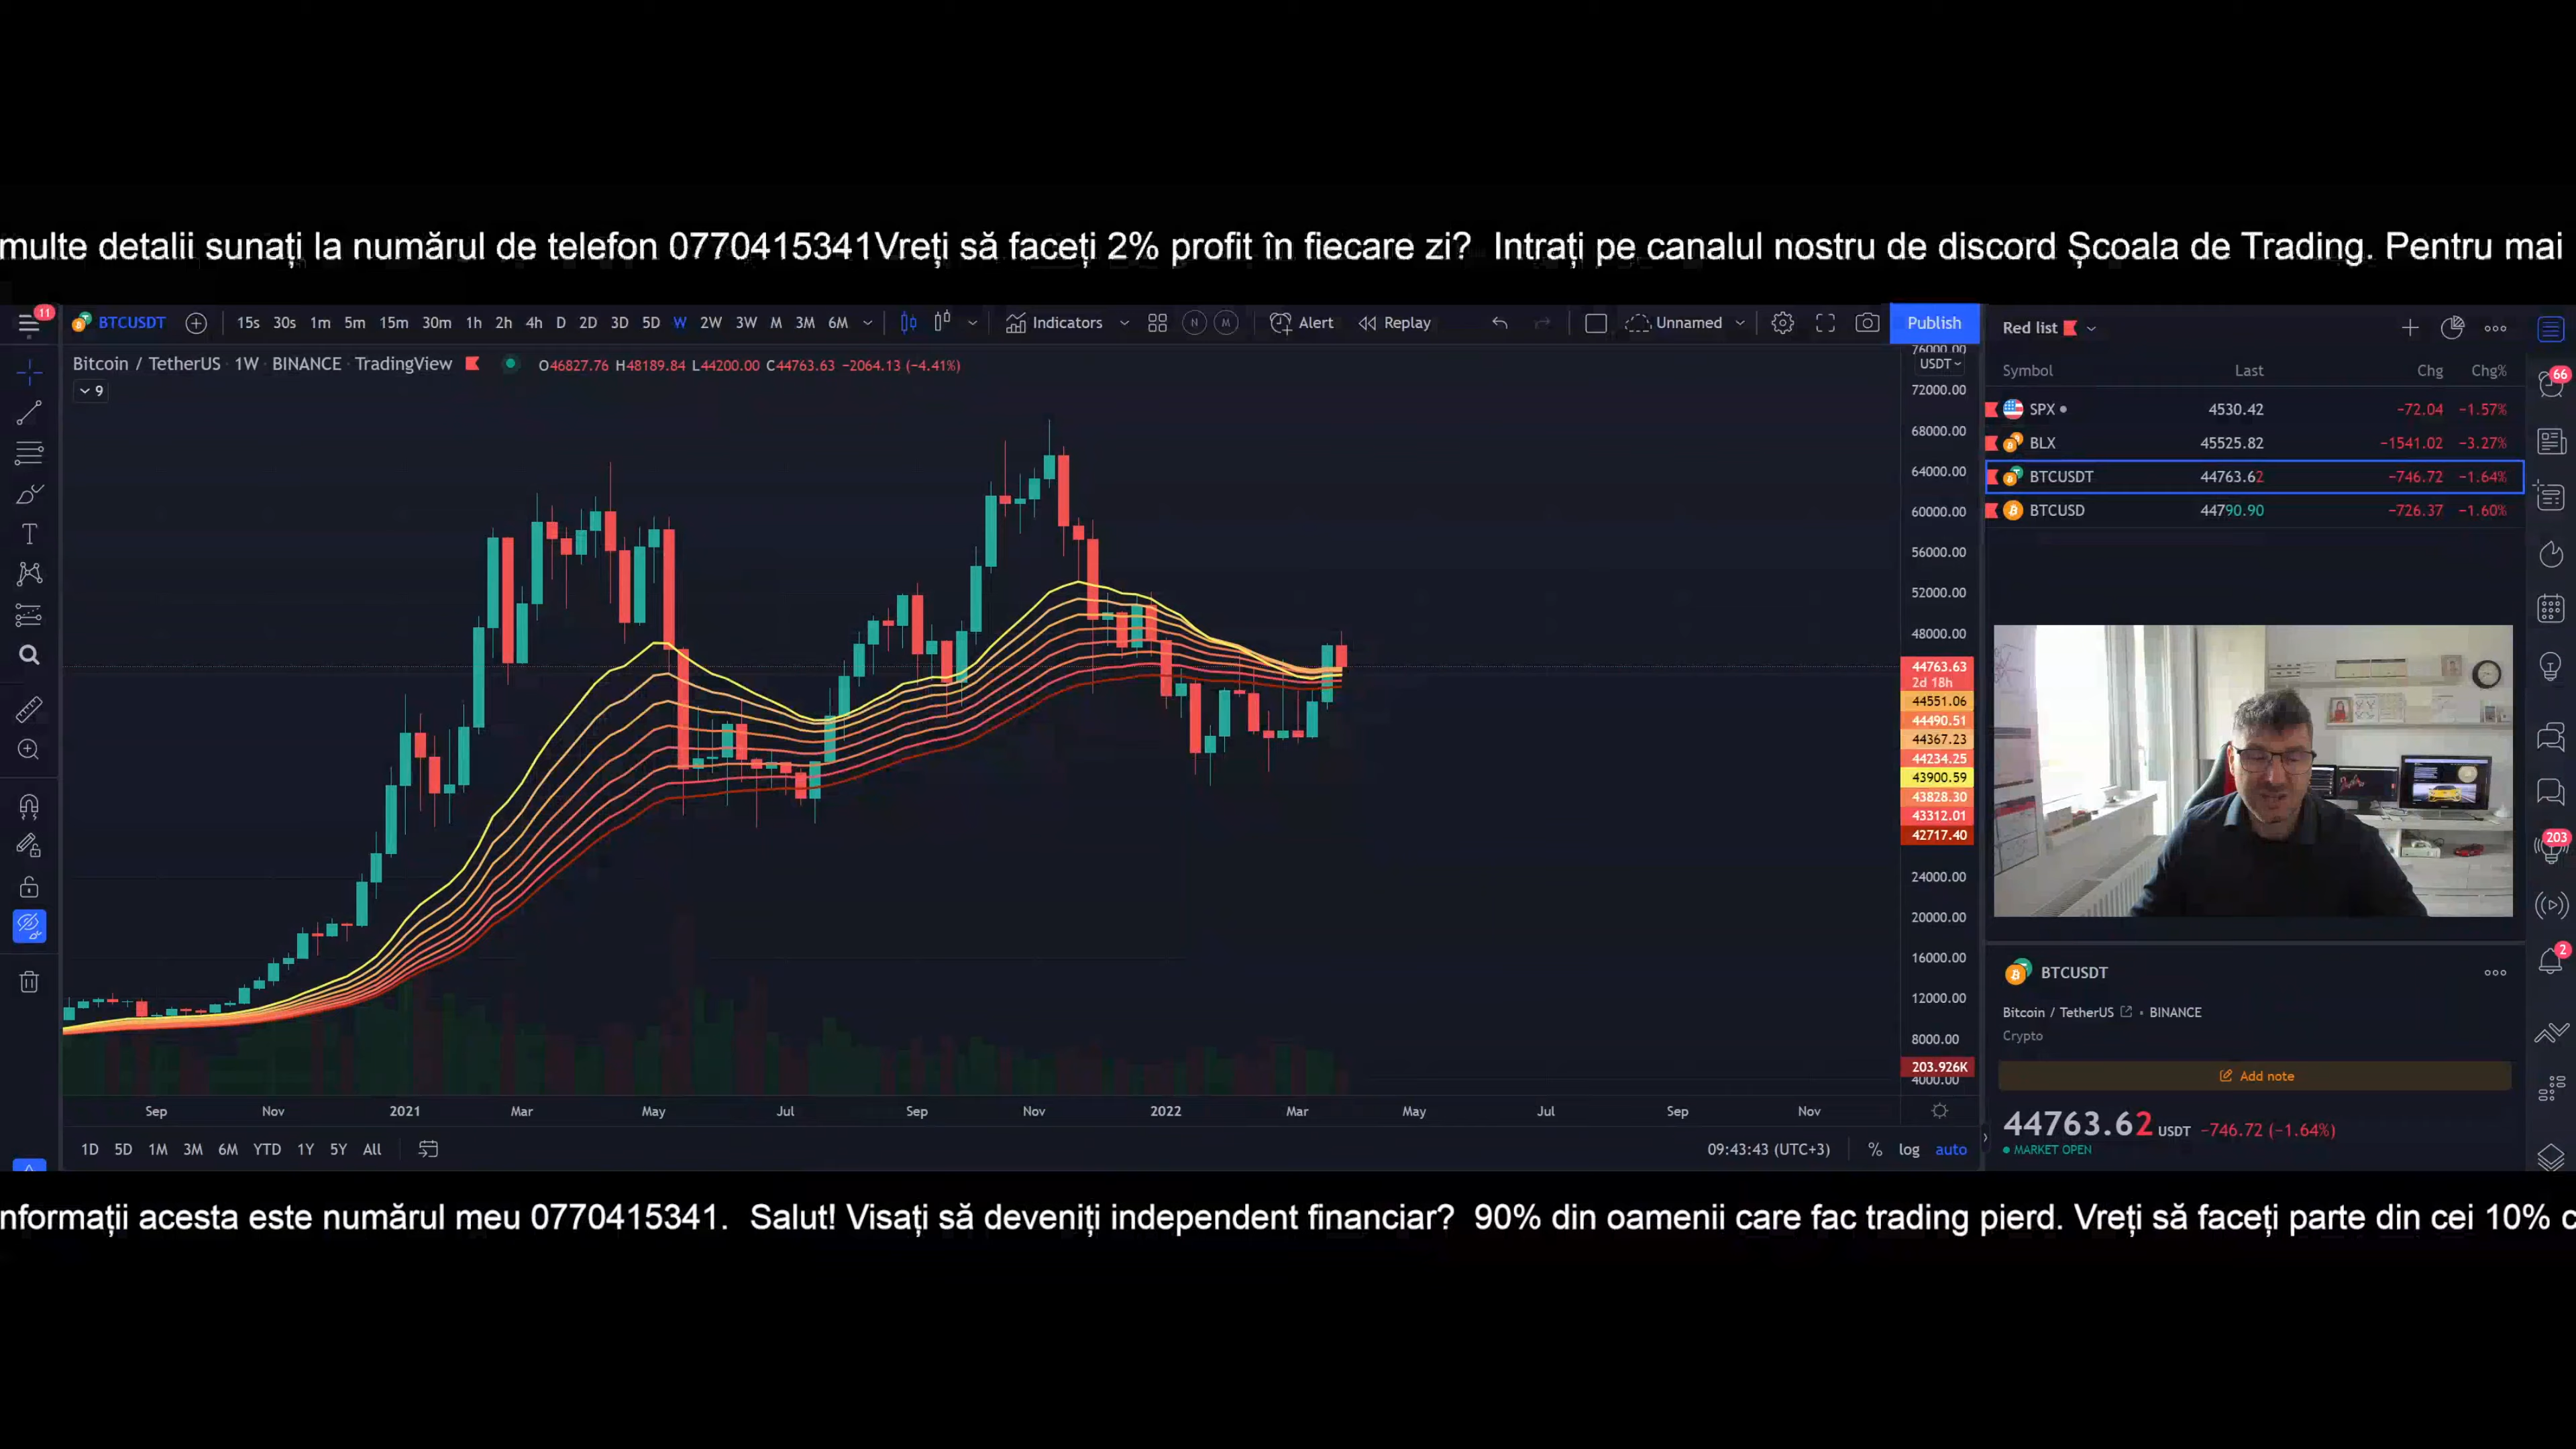 multe detalii sunați la numărul de telefon 0770415341Vreți să faceți 2% profit în fiecare zi? Intrați pe canalul nostru de discord Școala de Trading. Pentru mai
11 BTCUSDT 15s 30s 1m 5m 15m 30m 1h 2h 4h D 2D 3D 5D W 2W 3W M 3M 6M Indicators N M Alert Replay Unnamed Publish
Bitcoin / TetherUS · 1W · BINANCE · TradingView O46827.76 H48189.84 L44200.00 C44763.63 −2064.13 (−4.41%)
9
76000.00
USDT
72000.00
68000.00
64000.00
60000.00
56000.00
52000.00
48000.00
44763.63
2d 18h
44551.06
44490.51
44367.23
44234.25
43900.59
43828.30
43312.01
42717.40
24000.00
20000.00
16000.00
12000.00
8000.00
203.926K
4000.00
Sep Nov 2021 Mar May Jul Sep Nov 2022 Mar May Jul Sep Nov
1D 5D 1M 3M 6M YTD 1Y 5Y All 09:43:43 (UTC+3) % log auto
Red list
Symbol Last Chg Chg%
SPX 4530.42 −72.04 −1.57%
BLX 45525.82 −1541.02 −3.27%
BTCUSDT 44763.62 −746.72 −1.64%
BTCUSD 44790.90 −726.37 −1.60%
66
203
2
BTCUSDT
Bitcoin / TetherUS · BINANCE
Crypto
Add note
44763.62 USDT −746.72 (−1.64%)
MARKET OPEN
nformații acesta este numărul meu 0770415341. Salut! Visați să deveniți independent financiar? 90% din oamenii care fac trading pierd. Vreți să faceți parte din cei 10% c